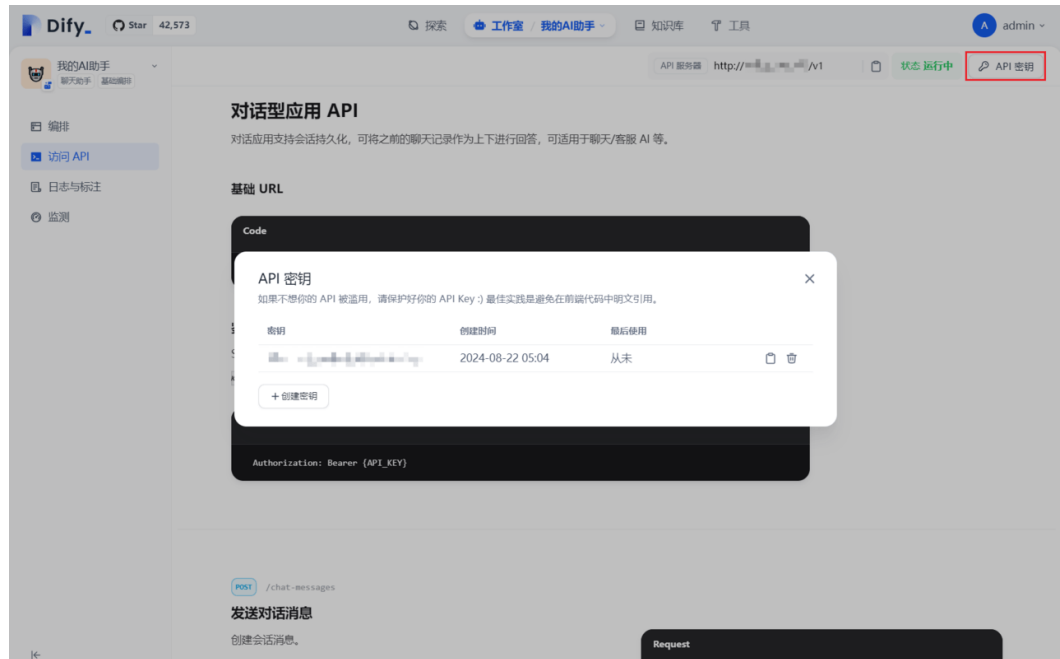 Dify_ Star 42,573 探索 工作室 / 我的AI助手 知识库 工具 A admin
我的AI助手
聊天助手 基础编排
API 服务器 http:// /v1 状态 运行中 API 密钥
编排
访问 API
日志与标注
监测
对话型应用 API
对话应用支持会话持久化，可将之前的聊天记录作为上下进行回答，可适用于聊天/客服 AI 等。
基础 URL
Code
API 密钥
如果不想你的 API 被滥用，请保护好你的 API Key :) 最佳实践是避免在前端代码中明文引用。
密钥 创建时间 最后使用
2024-08-22 05:04 从未
+ 创建密钥
Authorization: Bearer {API_KEY}
POST /chat-messages
发送对话消息
创建会话消息。
Request